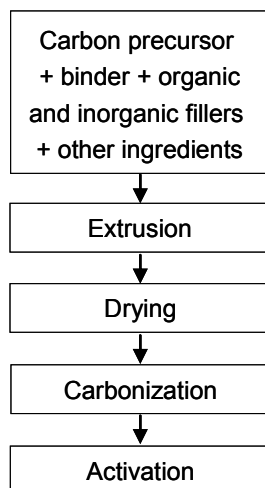 Carbon precursor
+ binder + organic
and inorganic fillers
+ other ingredients
Extrusion
Drying
Carbonization
Activation